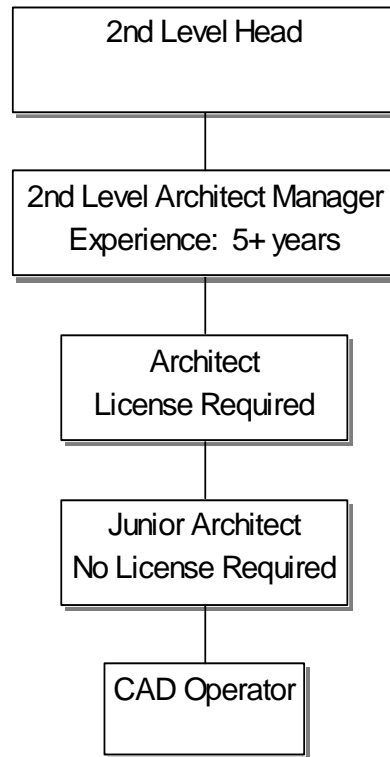 2nd Level Head
2nd Level Architect Manager
Experience:  5+ years
Architect
License Required
Junior Architect
No License Required
CAD Operator